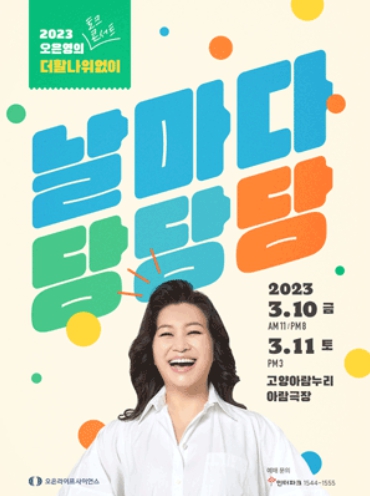 2023
오은영의
토크
콘서트
더할나위없이
날마다
당당당
2023
3.10 금
AM 11 / PM 8
3.11 토
PM 3
고양아람누리
아람극장
오은라이프사이언스
예매 문의
인터파크 1544-1555